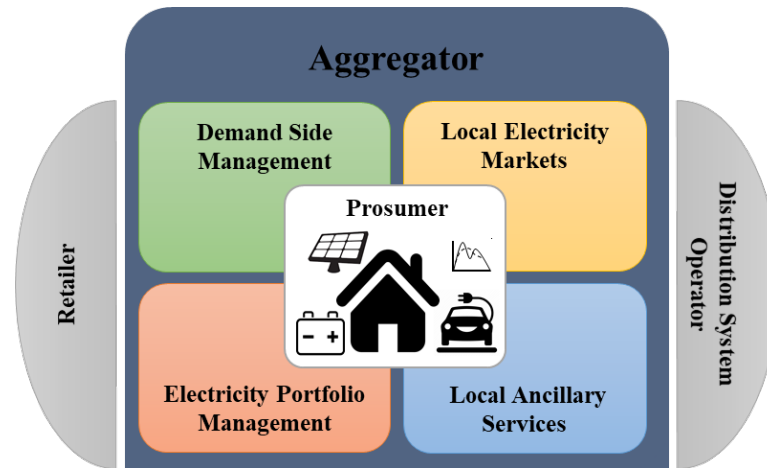 Aggregator
Demand Side
Management
Local Electricity
Markets
Prosumer
Retailer
Distribution System
Operator
Electricity Portfolio
Management
Local Ancillary
Services